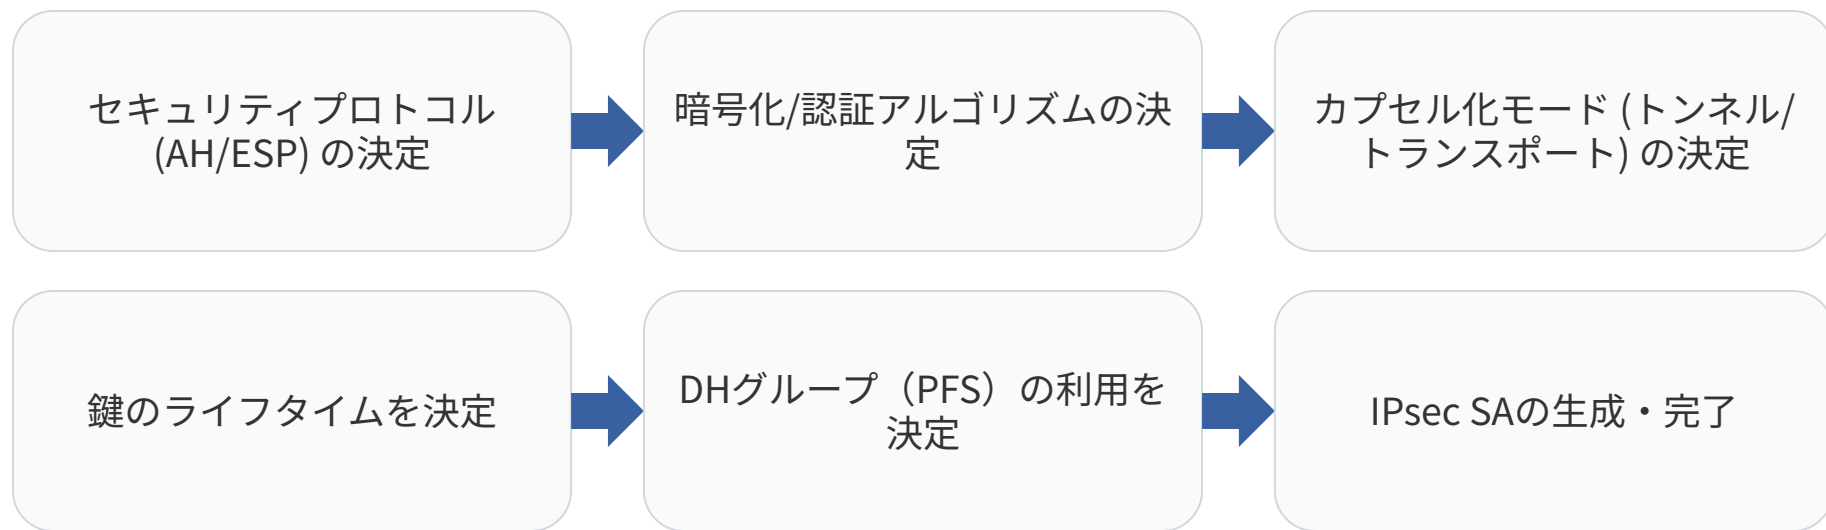 セキュリティプロトコル
(AH/ESP) の決定
暗号化/認証アルゴリズムの決
定
カプセル化モード (トンネル/
トランスポート) の決定
鍵のライフタイムを決定
DHグループ（PFS）の利用を
決定
IPsec SAの生成・完了